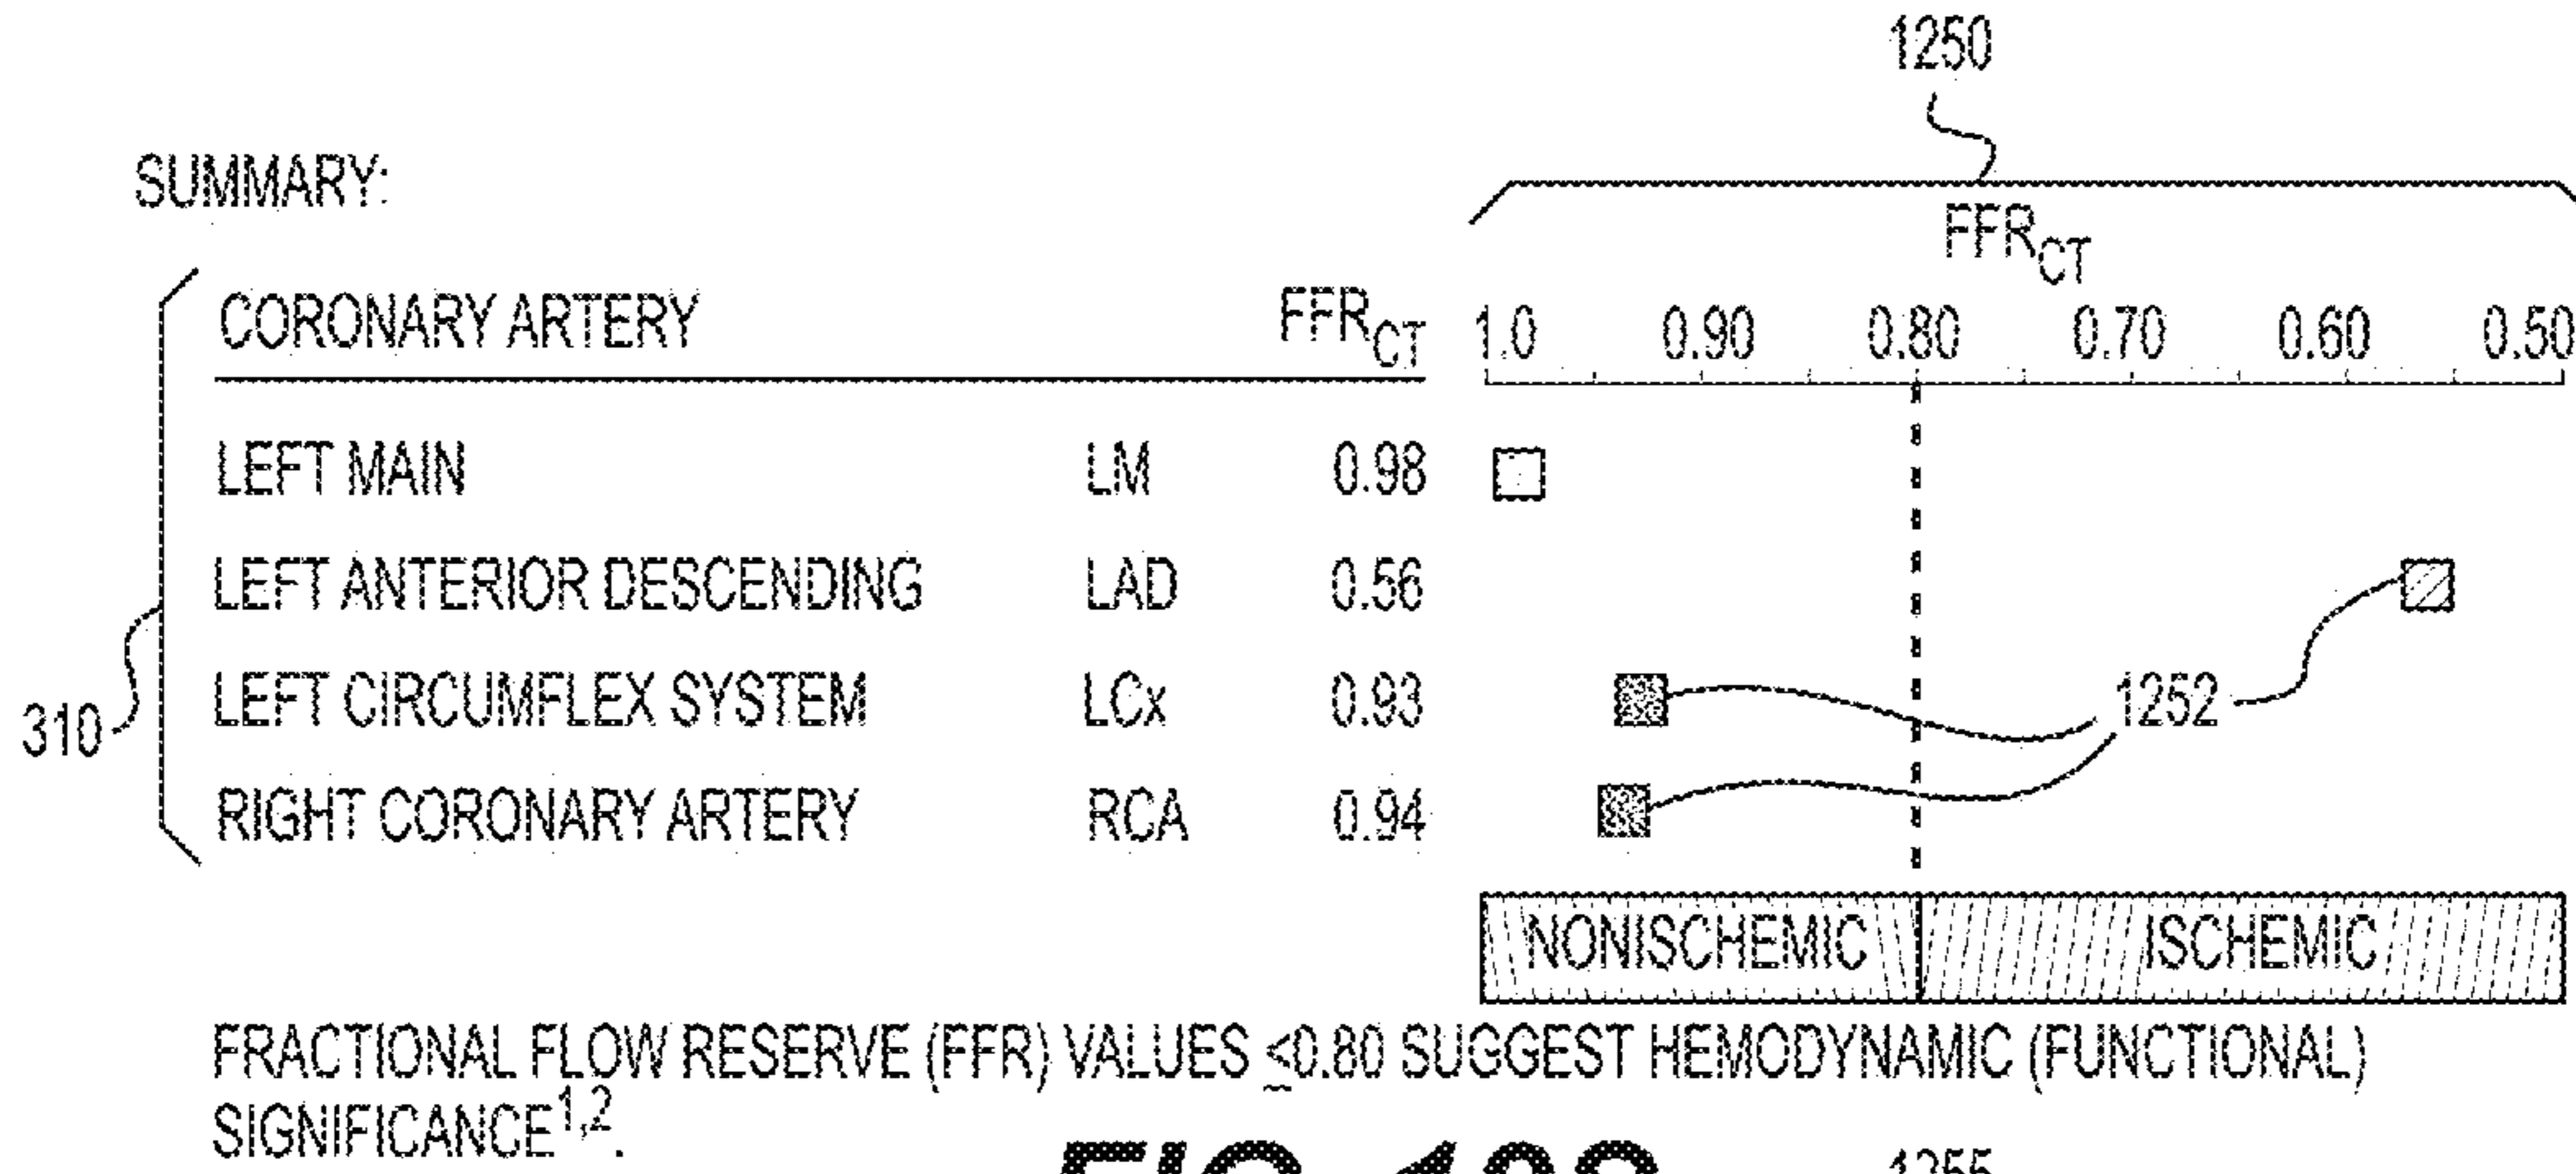 1250
SUMMARY:
FFRCT
CORONARY ARTERY FFRCT 1.0 0.90 0.80 0.70 0.60 0.50
LEFT MAIN LM 0.98
LEFT ANTERIOR DESCENDING LAD 0.56
LEFT CIRCUMFLEX SYSTEM LCx 0.93
1252
310
RIGHT CORONARY ARTERY RCA 0.94
NONISCHEMIC ISCHEMIC
FRACTIONAL FLOW RESERVE (FFR) VALUES ≤0.80 SUGGEST HEMODYNAMIC (FUNCTIONAL)
SIGNIFICANCE1,2.